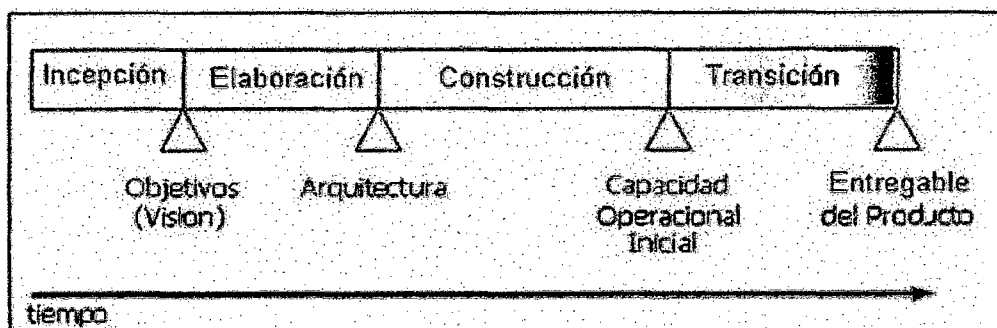 Incepción Elaboración Construcción Transición
Objetivos Arquitectura Capacidad Entregable
(Vision) Operacional del Producto
Inicial
tiempo